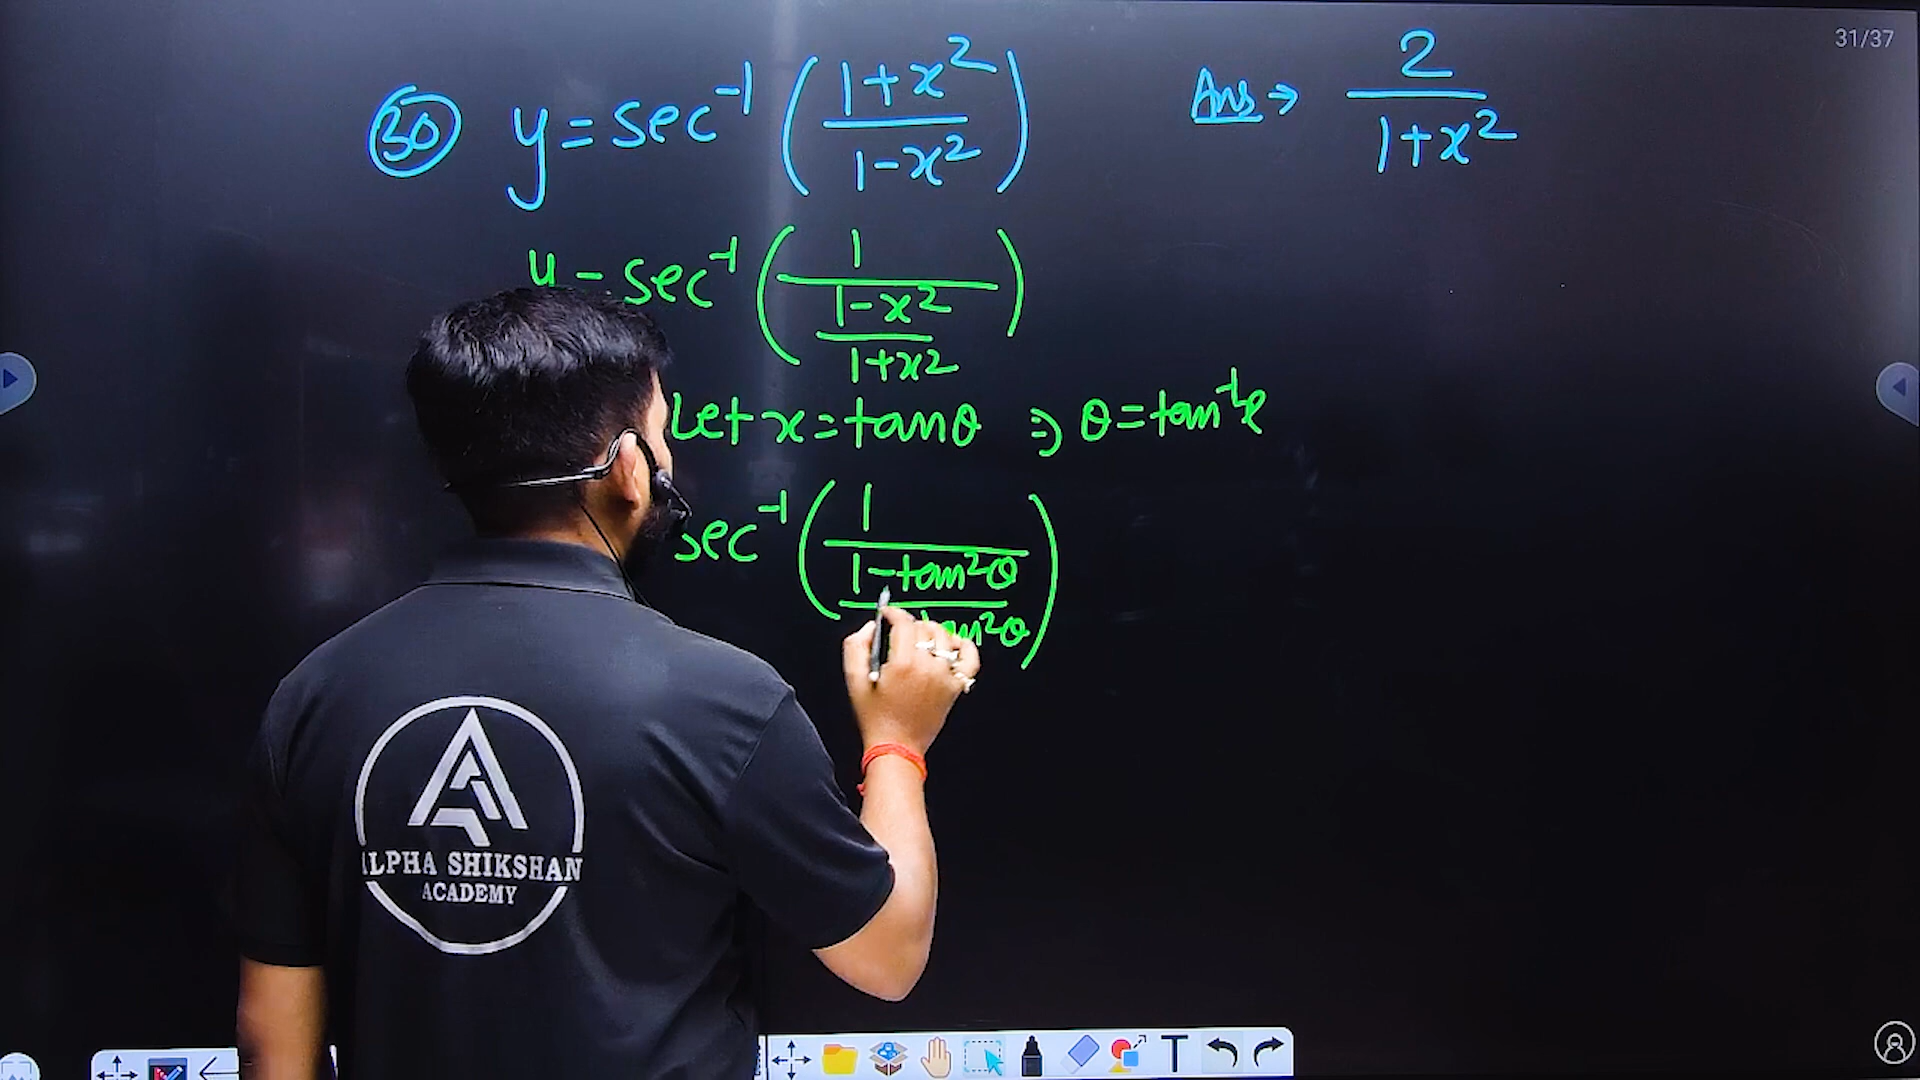 31/37
30 y = sec⁻¹ ( (1+x²) / (1-x²) ) Ans → 2 / (1+x²)
y = sec⁻¹ ( 1 / ( (1-x²) / (1+x²) ) )
Let x = tanθ ⇒ θ = tan⁻¹x
sec⁻¹ ( 1 / ( (1-tan²θ) / tan²θ ) )
ALPHA SHIKSHAN
ACADEMY
T